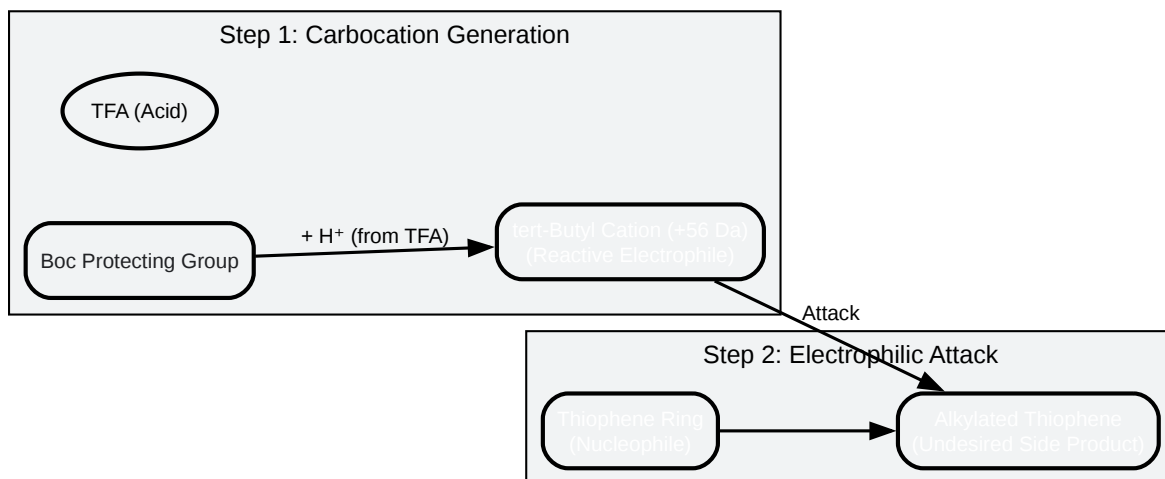 Step 1: Carbocation Generation
TFA (Acid)
+ H⁺ (from TFA)
Boc Protecting Group
tert-Butyl Cation (+56 Da)
(Reactive Electrophile)
Attack
Step 2: Electrophilic Attack
Thiophene Ring
(Nucleophile)
Alkylated Thiophene
(Undesired Side Product)